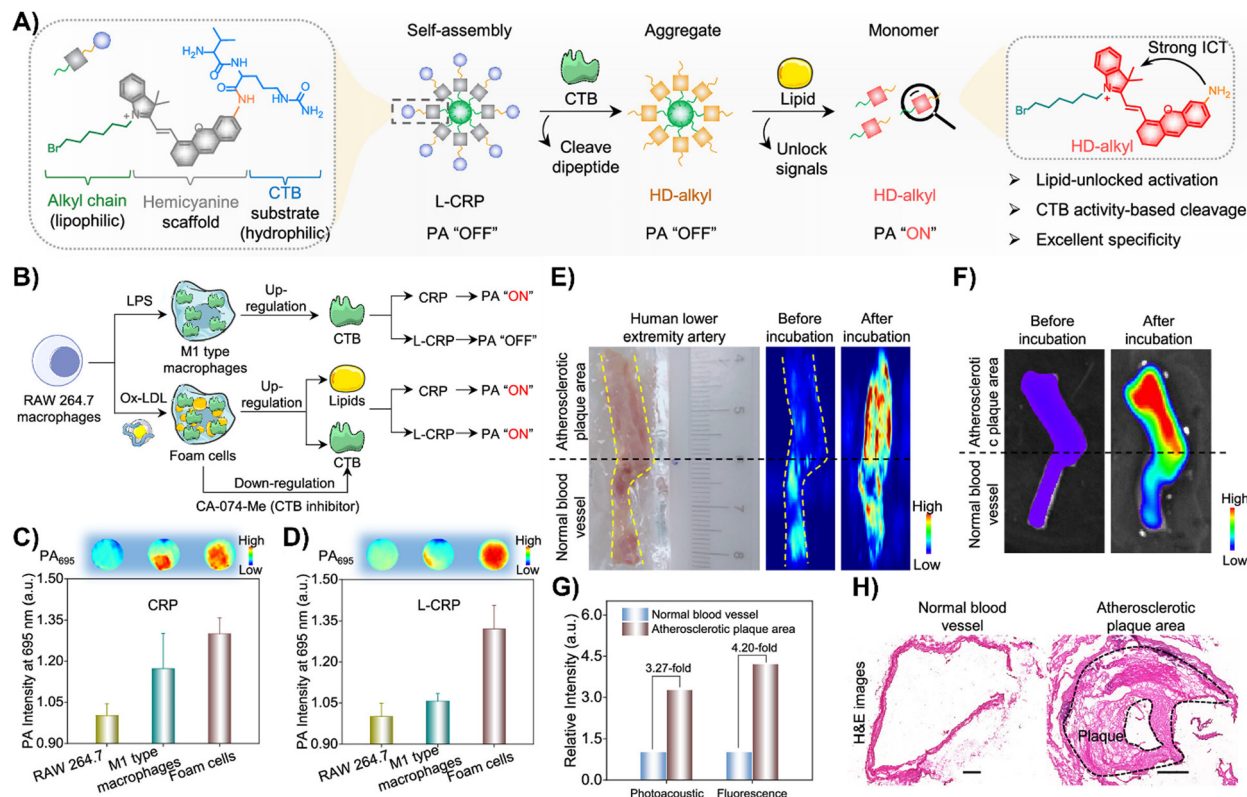 A)
Self-assembly
Aggregate
Monomer
Strong ICT
H₂N
O
NH
HN
O
O
NH
N
H
NH₂
O
N
+
Br
O
+
CTB
Cleave
dipeptide
Lipid
Unlock
signals
NH₂
N
+
Br
O
HD-alkyl
Alkyl chain
(lipophilic)
Hemicyanine
scaffold
CTB
substrate
(hydrophilic)
L-CRP
HD-alkyl
HD-alkyl
PA “OFF”
PA “OFF”
PA “ON”
➢ Lipid-unlocked activation
➢ CTB activity-based cleavage
➢ Excellent specificity
B)
RAW 264.7
macrophages
LPS
M1 type
macrophages
Up-
regulation
CTB
CRP
PA “ON”
L-CRP
PA “OFF”
Ox-LDL
Foam cells
Up-
regulation
Lipids
CTB
CRP
PA “ON”
L-CRP
PA “ON”
Down-regulation
CA-074-Me (CTB inhibitor)
C)
PA₆₉₅
High
Low
PA Intensity at 695 nm (a.u.)
1.50
1.35
1.20
1.05
0.90
CRP
RAW 264.7
M1 type
macrophages
Foam cells
D)
PA₆₉₅
High
Low
PA Intensity at 695 nm (a.u.)
1.50
1.35
1.20
1.05
0.90
L-CRP
RAW 264.7
M1 type
macrophages
Foam cells
E)
Human lower
extremity artery
Before
incubation
After
incubation
Atherosclerotic
plaque area
Normal blood
vessel
4
5
6
7
8
High
Low
F)
Before
incubation
After
incubation
Atheroscleroti
c plaque area
Normal blood
vessel
High
Low
G)
Relative Intensity (a.u.)
6.0
4.5
3.0
1.5
0.0
Normal blood vessel
Atherosclerotic plaque area
3.27-fold
4.20-fold
Photoacoustic
Fluorescence
H)
Normal blood
vessel
Atherosclerotic
plaque area
H&E images
Plaque